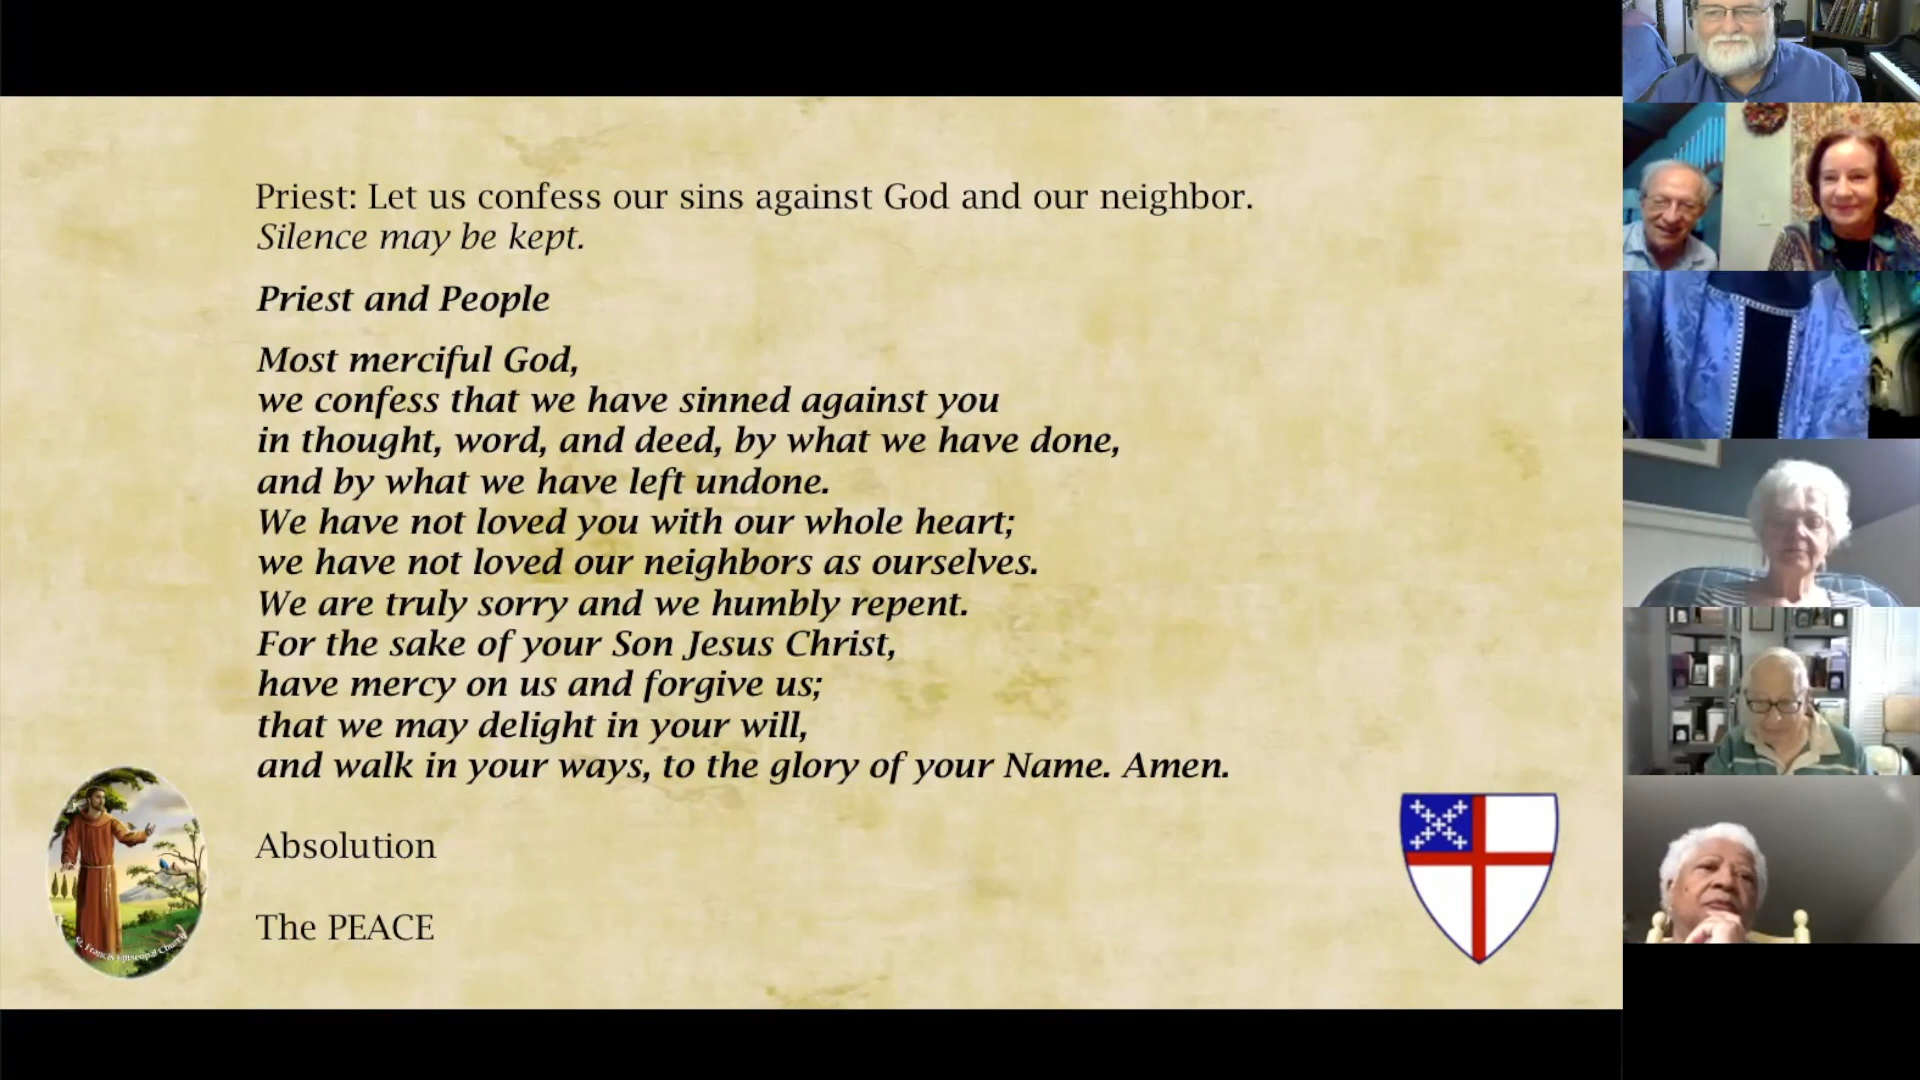 Priest: Let us confess our sins against God and our neighbor.
Silence may be kept.
Priest and People
Most merciful God,
we confess that we have sinned against you
in thought, word, and deed, by what we have done,
and by what we have left undone.
We have not loved you with our whole heart;
we have not loved our neighbors as ourselves.
We are truly sorry and we humbly repent.
For the sake of your Son Jesus Christ,
have mercy on us and forgive us;
that we may delight in your will,
and walk in your ways, to the glory of your Name. Amen.
Absolution
The PEACE
St. Francis Episcopal Church